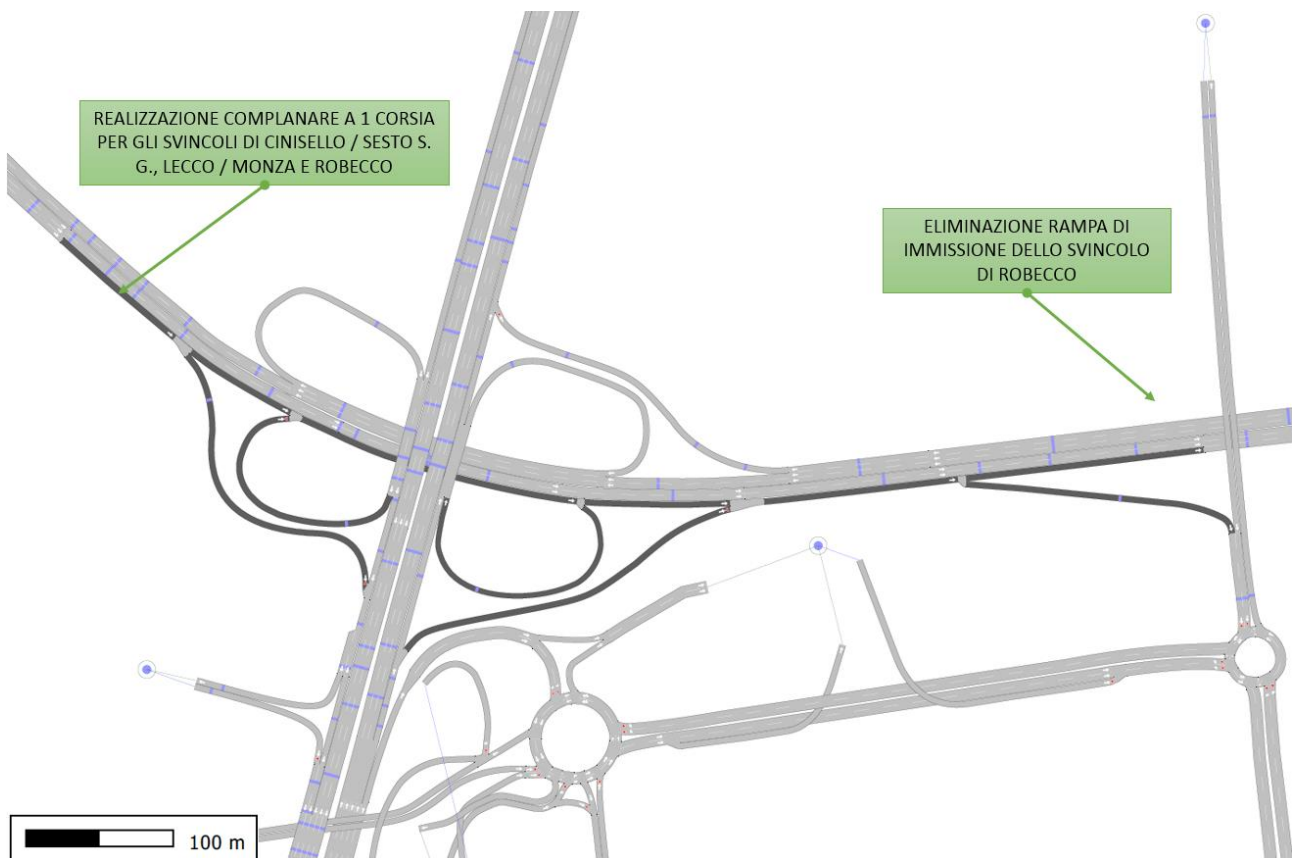 REALIZZAZIONE COMPLANARE A 1 CORSIA
PER GLI SVINCOLI DI CINISELLO / SESTO S.
G., LECCO / MONZA E ROBECCO
ELIMINAZIONE RAMPA DI
IMMISSIONE DELLO SVINCOLO
DI ROBECCO
100 m